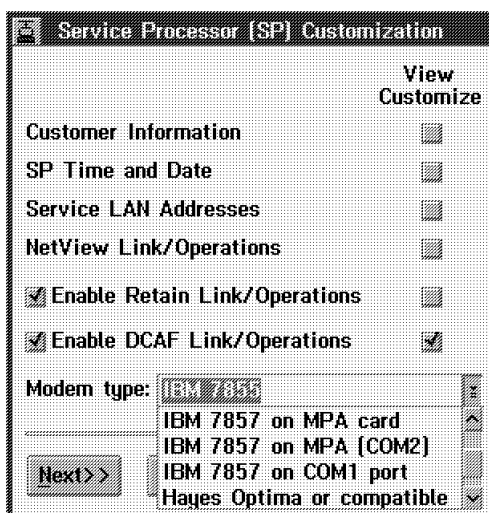 Service Processor (SP) Customization
View
Customize
Customer Information
SP Time and Date
Service LAN Addresses
NetView Link/Operations
Enable Retain Link/Operations
Enable DCAF Link/Operations
Modem type: IBM 7855
IBM 7857 on MPA card
IBM 7857 on MPA (COM2)
IBM 7857 on COM1 port
Hayes Optima or compatible
Next>>